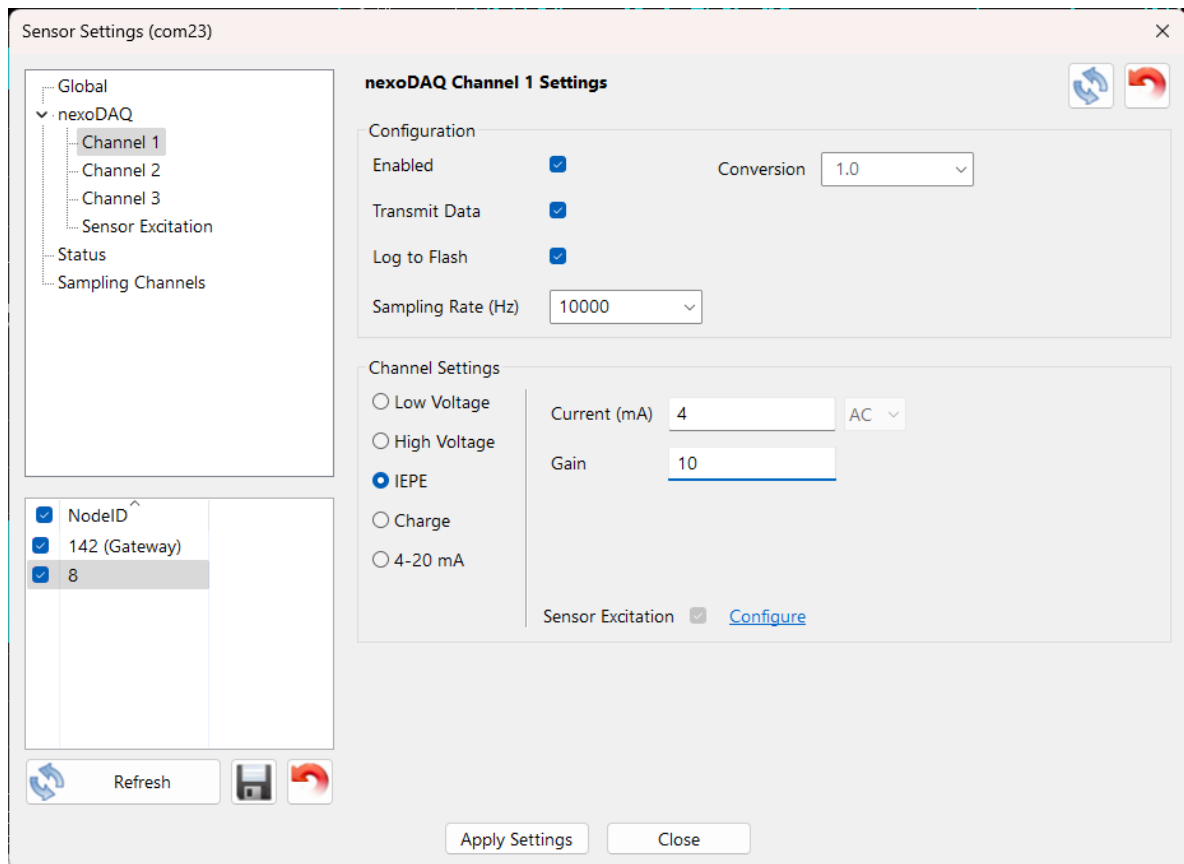 Sensor Settings (com23)
Global
nexoDAQ
Channel 1
Channel 2
Channel 3
Sensor Excitation
Status
Sampling Channels
NodeID
142 (Gateway)
8
Refresh
nexoDAQ Channel 1 Settings
Configuration
Enabled
Conversion 1.0
Transmit Data
Log to Flash
Sampling Rate (Hz) 10000
Channel Settings
Low Voltage
High Voltage
IEPE
Charge
4-20 mA
Current (mA) 4 AC
Gain 10
Sensor Excitation Configure
Apply Settings Close